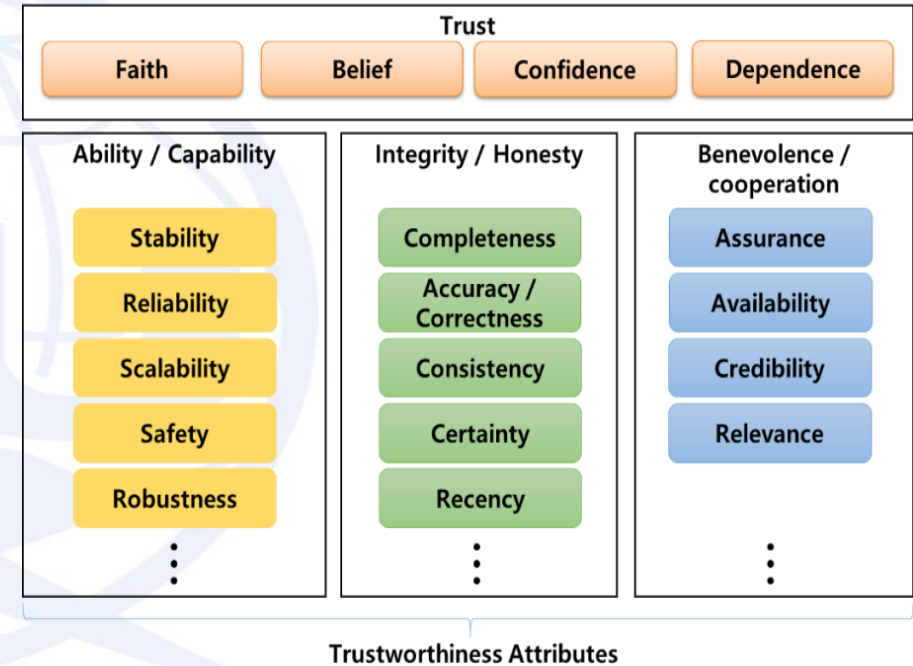 Trust
Faith
Belief
Confidence
Dependence
Ability / Capability
Stability
Reliability
Scalability
Safety
Robustness
Integrity / Honesty
Completeness
Accuracy /
Correctness
Consistency
Certainty
Recency
Benevolence /
cooperation
Assurance
Availability
Credibility
Relevance
Trustworthiness Attributes